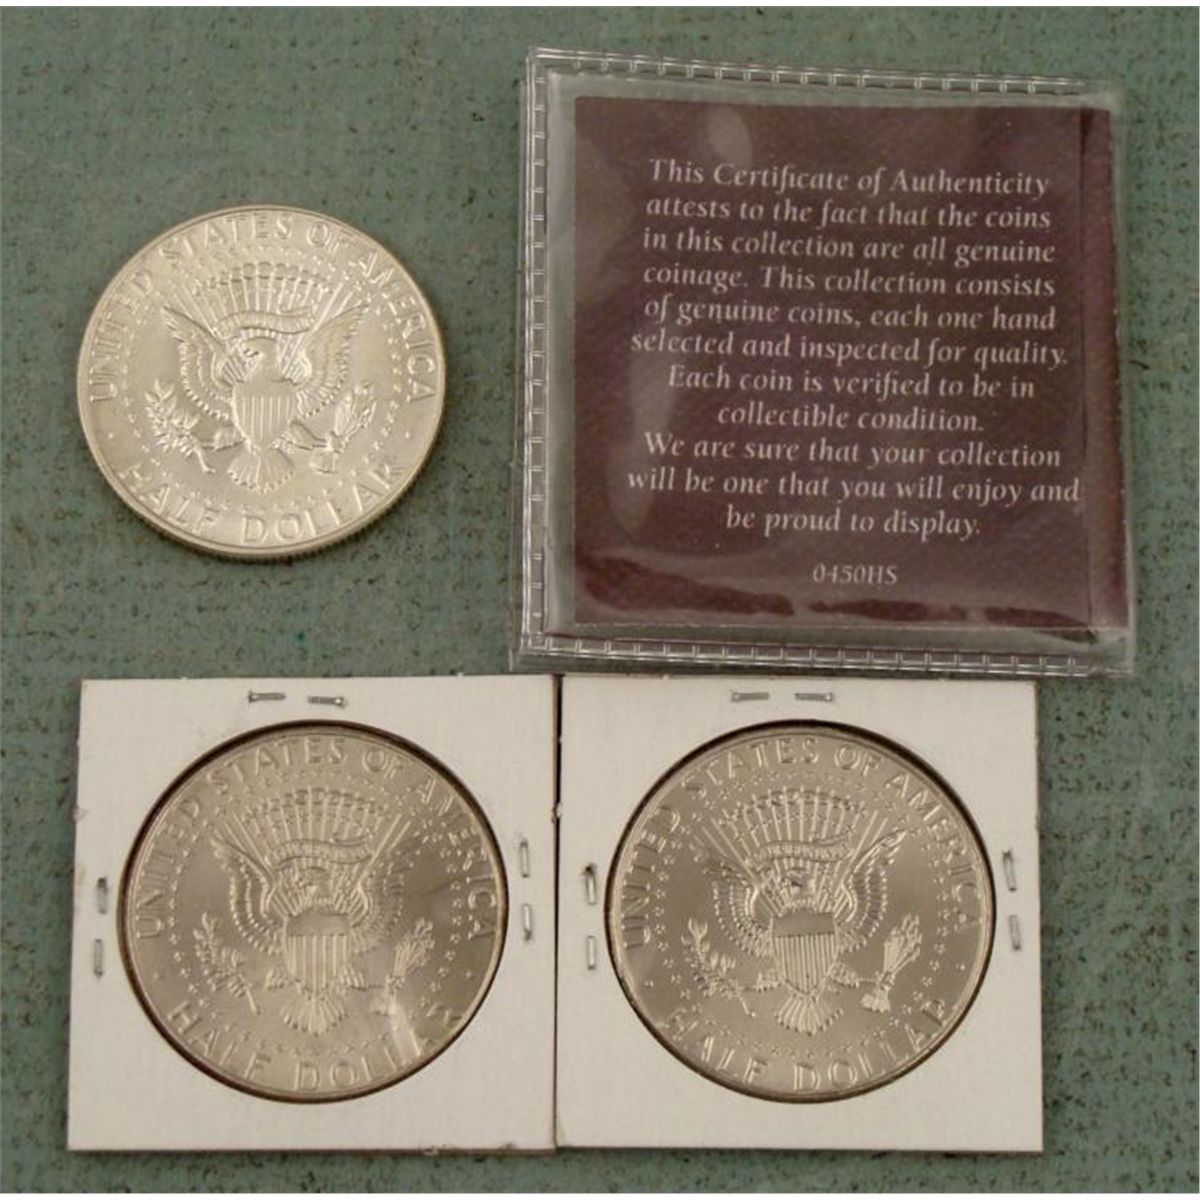 UNITED STATES OF AMERICA
HALF DOLLAR
This Certificate of Authenticity
attests to the fact that the coins
in this collection are all genuine
coinage. This collection consists
of genuine coins, each one hand
selected and inspected for quality.
Each coin is verified to be in
collectible condition.
We are sure that your collection
will be one that you will enjoy and
be proud to display.
0450HS
UNITED STATES OF AMERICA
HALF DOLLAR
UNITED STATES OF AMERICA
HALF DOLLAR